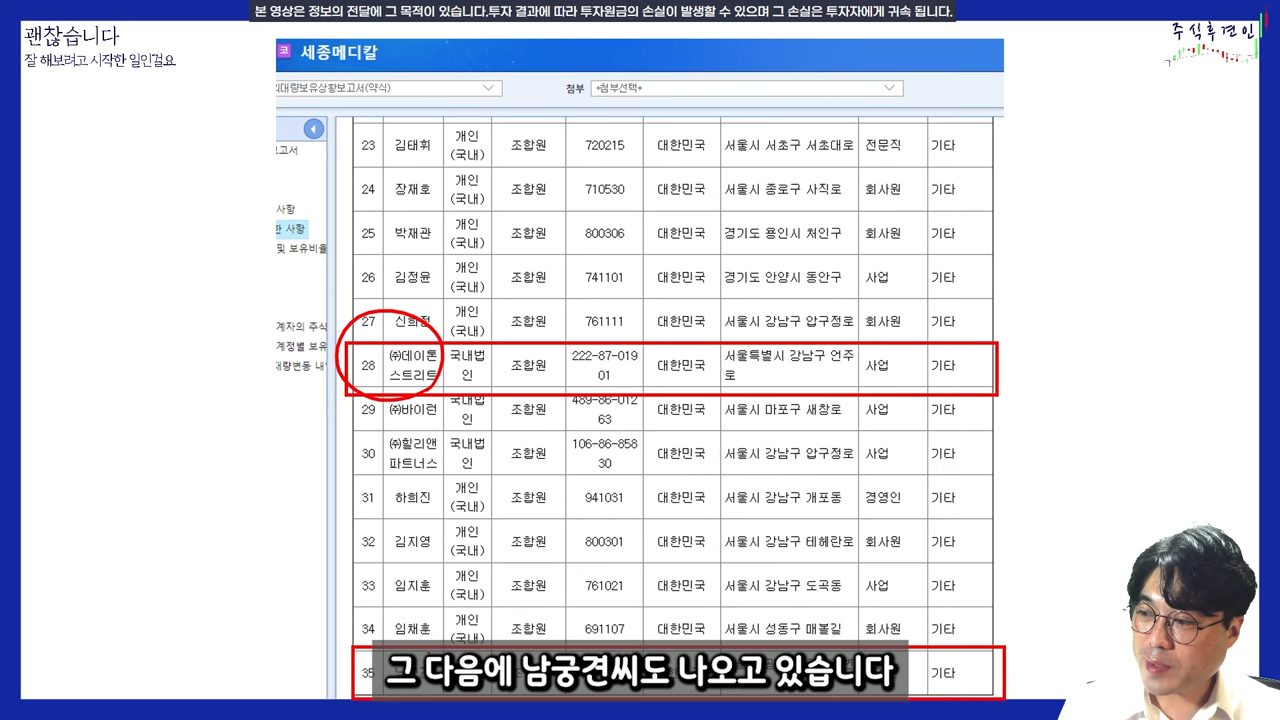 본 영상은 정보의 전달에 그 목적이 있습니다.투자 결과에 따라 투자원금의 손실이 발생할 수 있으며 그 손실은 투자자에게 귀속 됩니다.
괜찮습니다
잘 해보려고 시작한 일인걸요
주식후견인
코 세종메디칼
대량보유상황보고서(약식)
첨부 +첨부선택+
보고서
사항
한 사항
및 보유비율
계자의 주식
계정별 보유
대량변동 내
23 김태휘 개인(국내) 조합원 720215 대한민국 서울시 서초구 서초대로 전문직 기타
24 장재호 개인(국내) 조합원 710530 대한민국 서울시 종로구 사직로 회사원 기타
25 박재관 개인(국내) 조합원 800306 대한민국 경기도 용인시 처인구 회사원 기타
26 김정윤 개인(국내) 조합원 741101 대한민국 경기도 안양시 동안구 사업 기타
27 신희정 개인(국내) 조합원 761111 대한민국 서울시 강남구 압구정로 회사원 기타
28 ㈜데이톤스트리트 국내법인 조합원 222-87-01901 대한민국 서울특별시 강남구 언주로 사업 기타
29 ㈜바이런 국내법인 조합원 489-86-01263 대한민국 서울시 마포구 새창로 사업 기타
30 ㈜힐리앤파트너스 국내법인 조합원 106-86-85830 대한민국 서울시 강남구 압구정로 사업 기타
31 하희진 개인(국내) 조합원 941031 대한민국 서울시 강남구 개포동 경영인 기타
32 김지영 개인(국내) 조합원 800301 대한민국 서울시 강남구 테헤란로 회사원 기타
33 임지훈 개인(국내) 조합원 761021 대한민국 서울시 강남구 도곡동 사업 기타
34 임채훈 개인(국내) 조합원 691107 대한민국 서울시 성동구 매봉길 회사원 기타
35 기타
그 다음에 남궁견씨도 나오고 있습니다